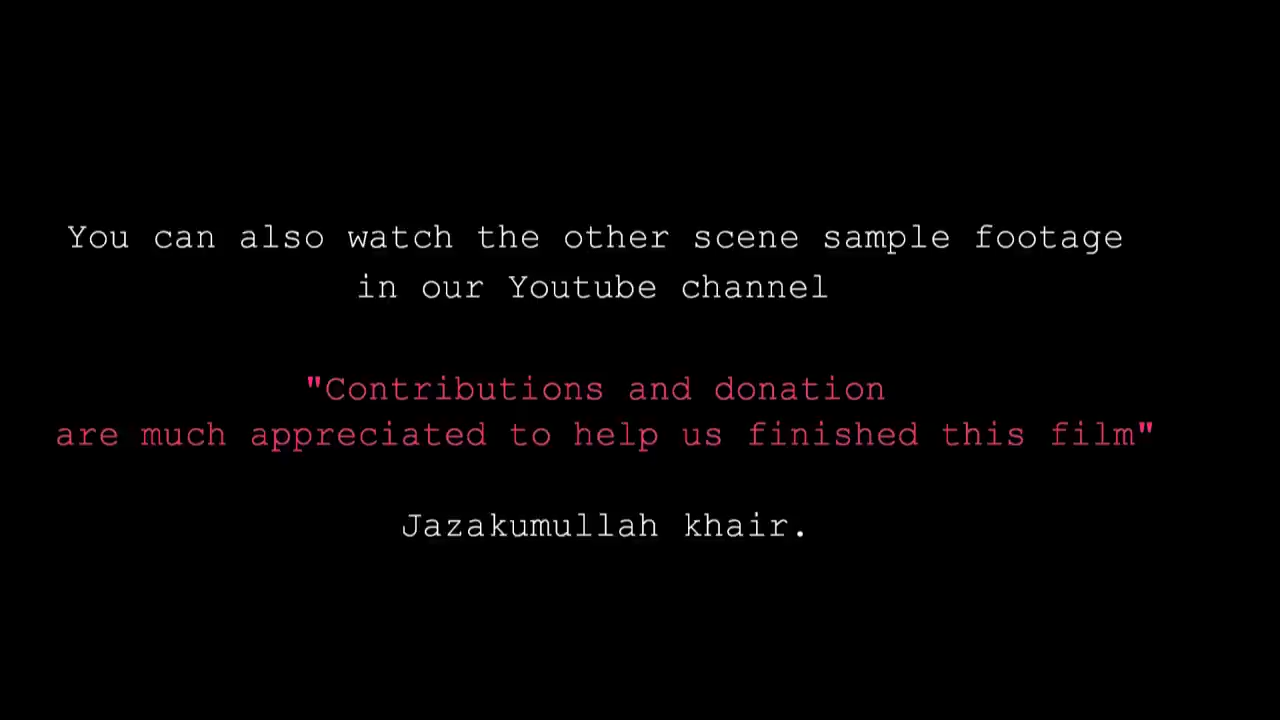 You can also watch the other scene sample footage
in our Youtube channel
"Contributions and donation
are much appreciated to help us finished this film"
Jazakumullah khair.